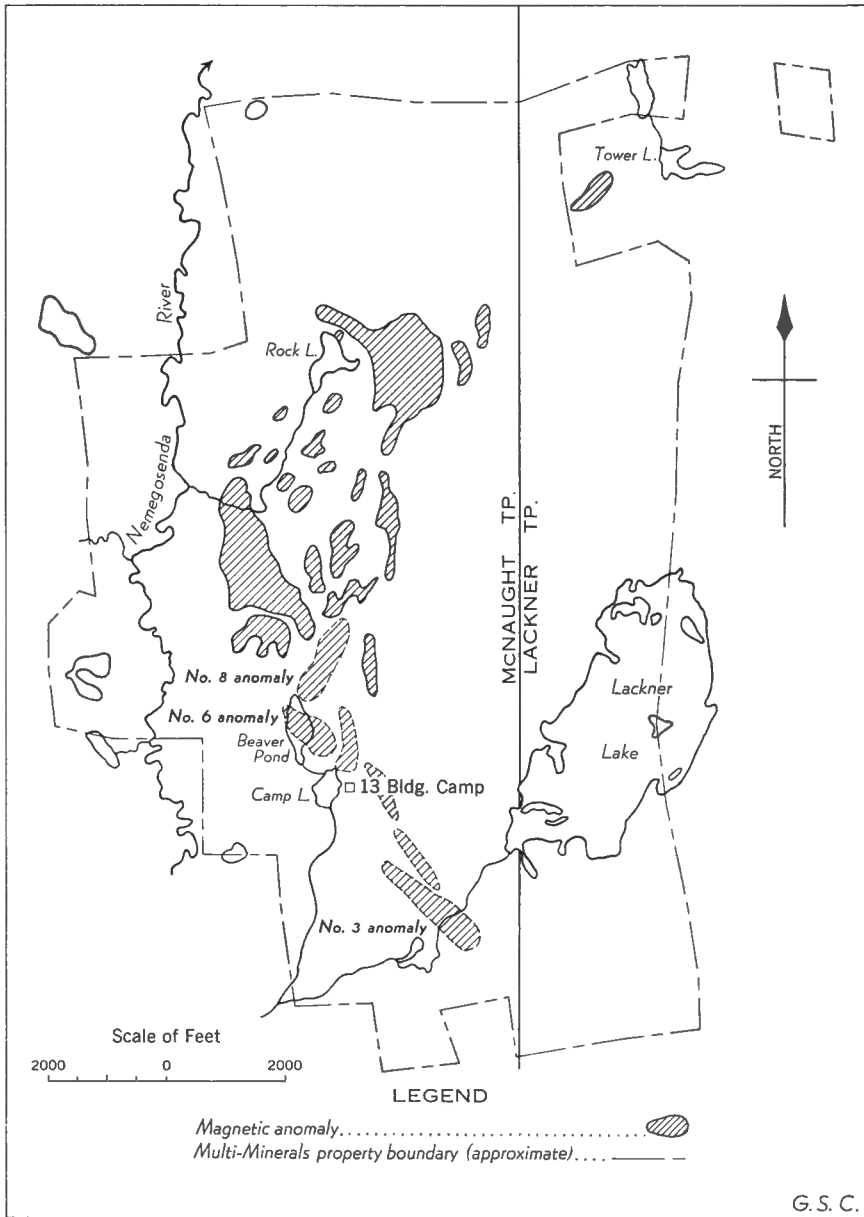 Tower L.
River
Rock L.
NORTH
Nemegosenda
McNAUGHT TP.
LACKNER TP.
No. 8 anomaly
Lackner
Lake
No. 6 anomaly
Beaver
Pond
Camp L.
13 Bldg. Camp
No. 3 anomaly
Scale of Feet
2000 0 2000
LEGEND
Magnetic anomaly
Multi-Minerals property boundary (approximate)
G. S. C.